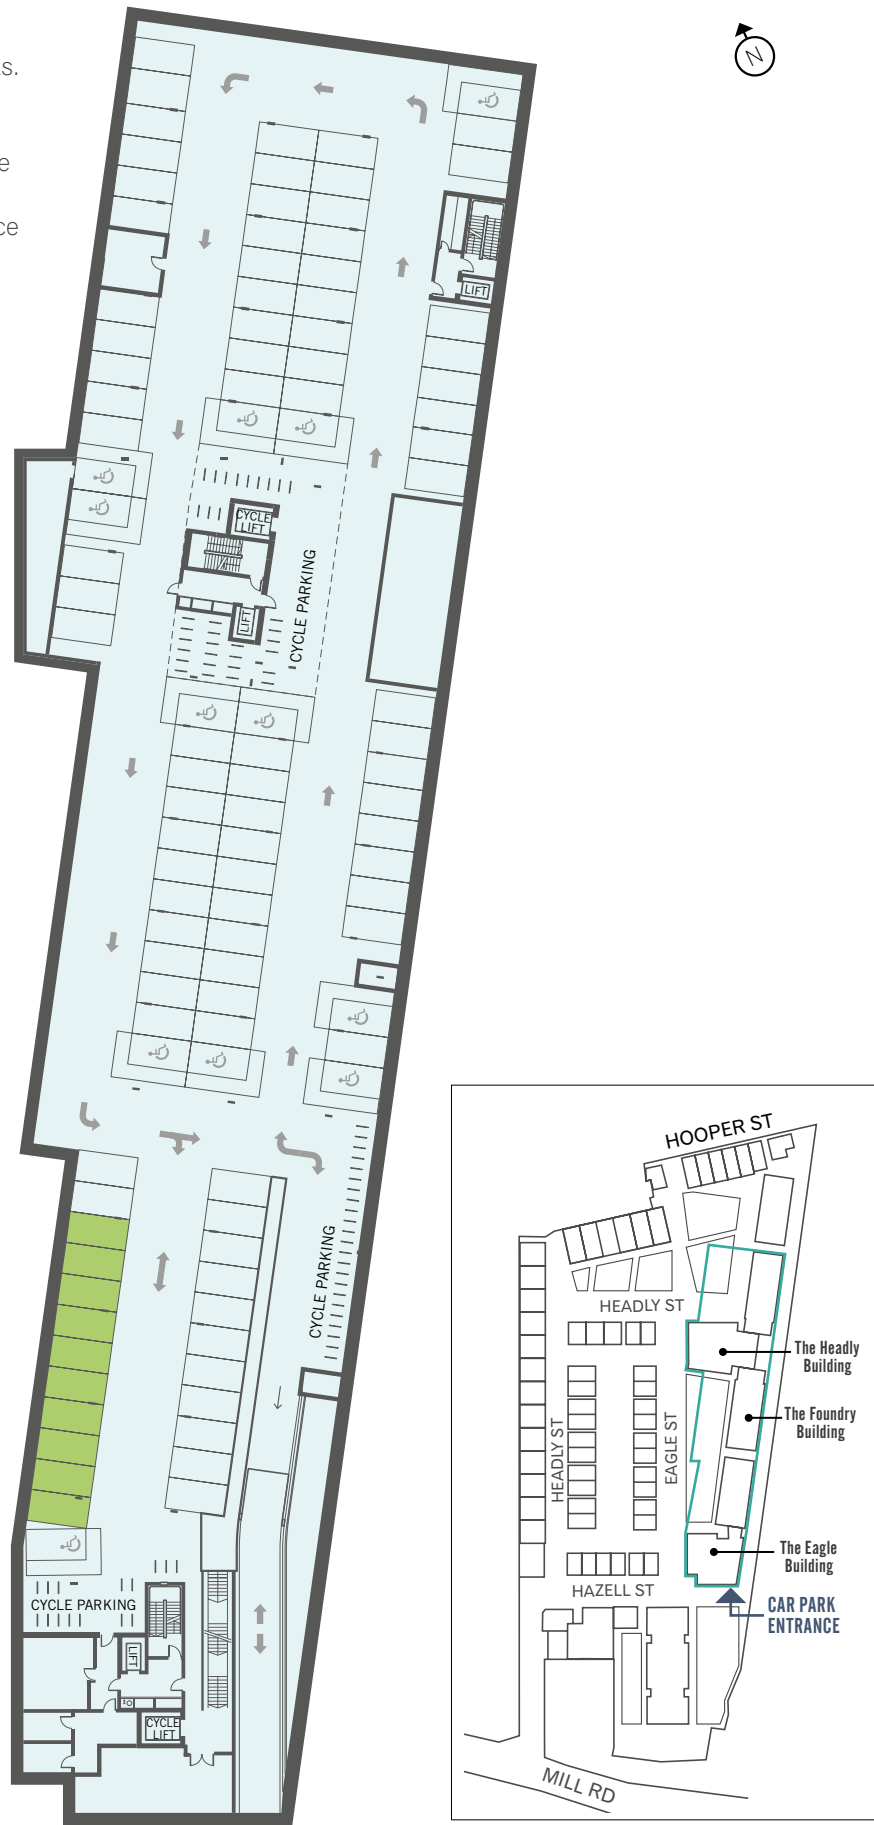 s.
e
ce
N
LIFT
CYCLE
LIFT
CYCLE PARKING
LIFT
CYCLE PARKING
CYCLE PARKING
LIFT
CYCLE
LIFT
HOOPER ST
HEADLY ST
The Headly
Building
HEADLY ST
EAGLE ST
The Foundry
Building
The Eagle
Building
HAZELL ST
CAR PARK
ENTRANCE
MILL RD